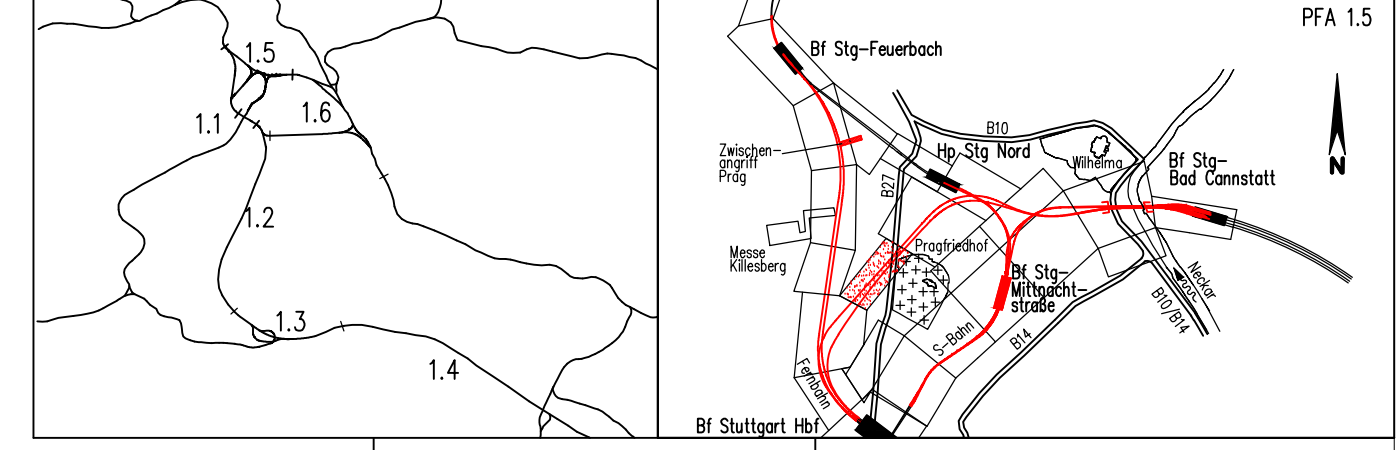 1.5
1.6
1.1
1.2
1.3
1.4
PFA 1.5
Bf Stg-Feuerbach
N
B10
Zwischen-
angriff
Prag
Hp Stg Nord
Wilhelma
Bf Stg-
Bad Cannstatt
B27
Messe
Killesberg
Pragfriedhof
Bf Stg-
Mittnacht-
straße
Neckar
B10/B14
S-Bahn
B14
Fernbahn
Bf Stuttgart Hbf